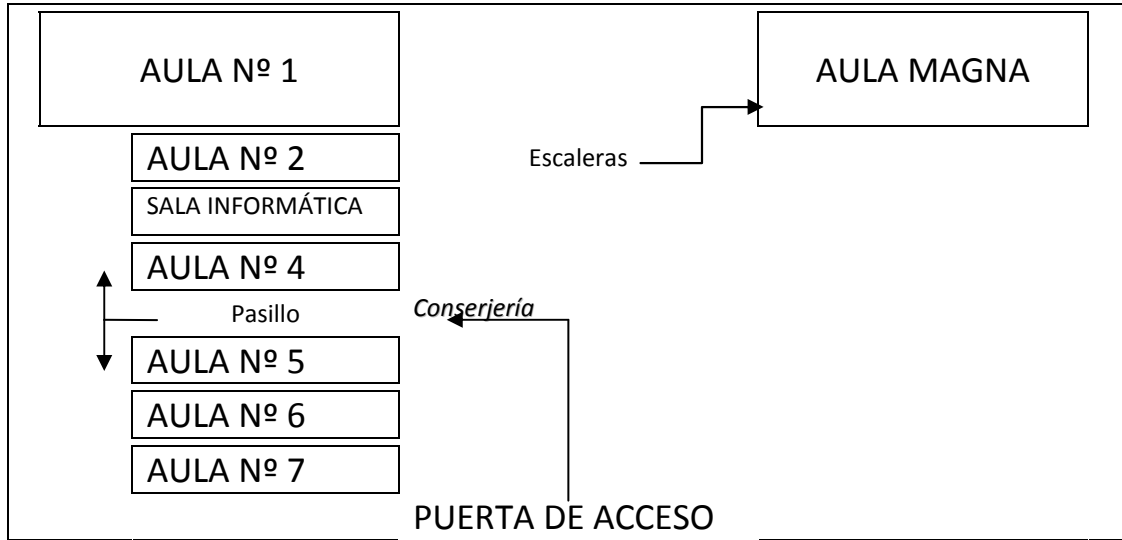 AULA Nº 1
AULA MAGNA
AULA Nº 2
Escaleras
SALA INFORMÁTICA
AULA Nº 4
Pasillo
Conserjería
AULA Nº 5
AULA Nº 6
AULA Nº 7
PUERTA DE ACCESO